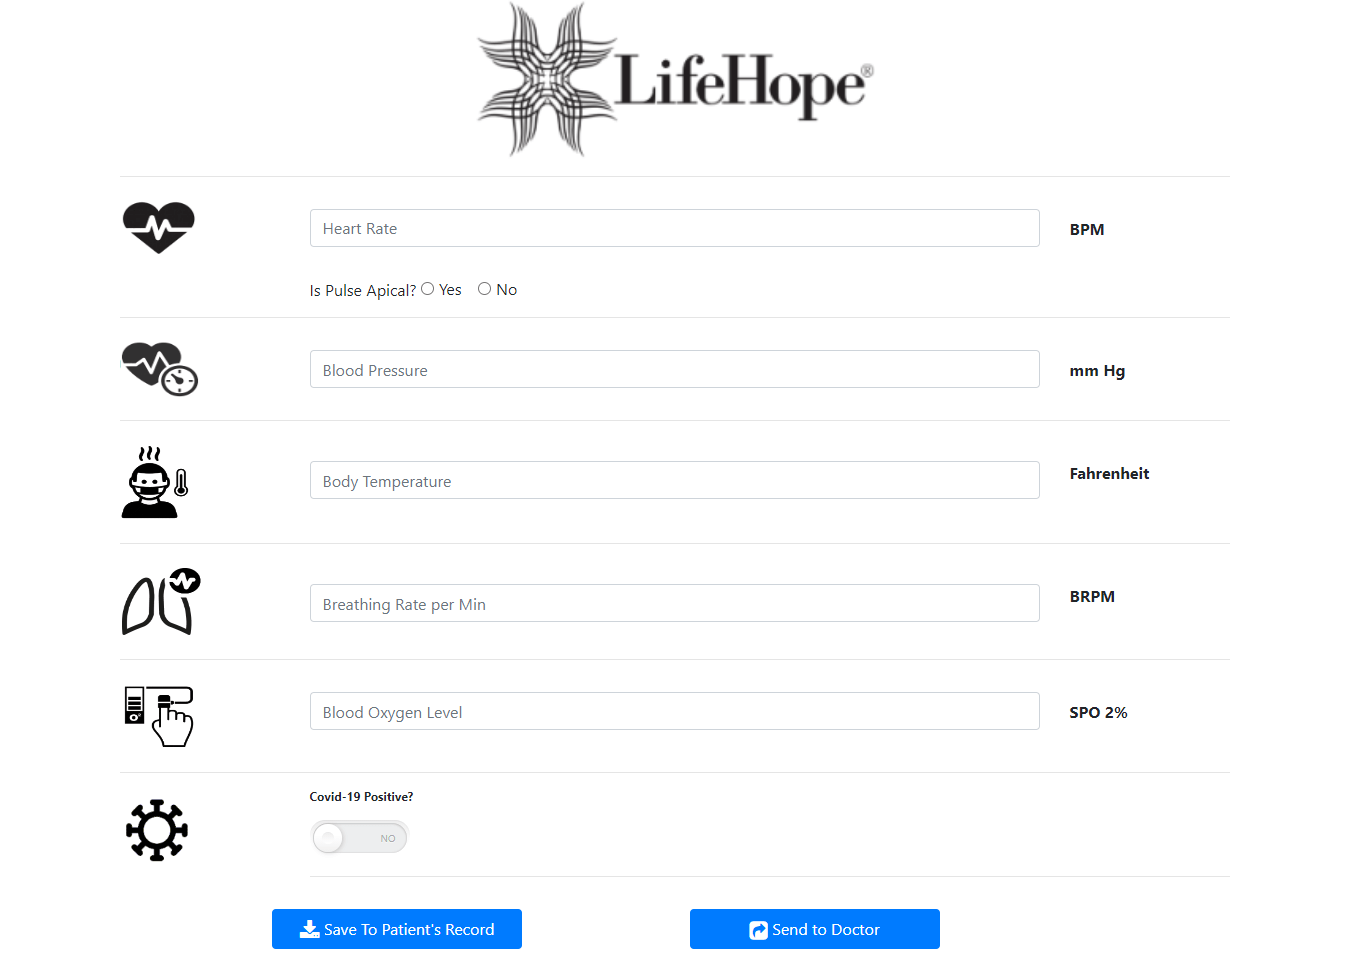 LifeHope®
Heart Rate
BPM
Is Pulse Apical? Yes No
Blood Pressure
mm Hg
Body Temperature
Fahrenheit
Breathing Rate per Min
BRPM
Blood Oxygen Level
SPO 2%
Covid-19 Positive?
NO
Save To Patient's Record
Send to Doctor